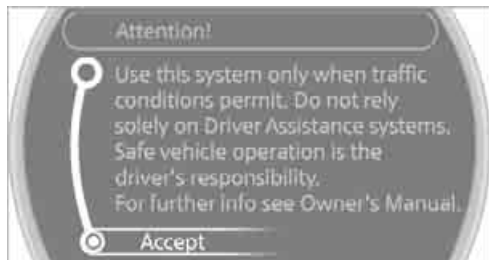 Attention!
Use this system only when traffic
conditions permit. Do not rely
solely on Driver Assistance systems.
Safe vehicle operation is the
driver's responsibility.
For further info see Owner's Manual.
Accept